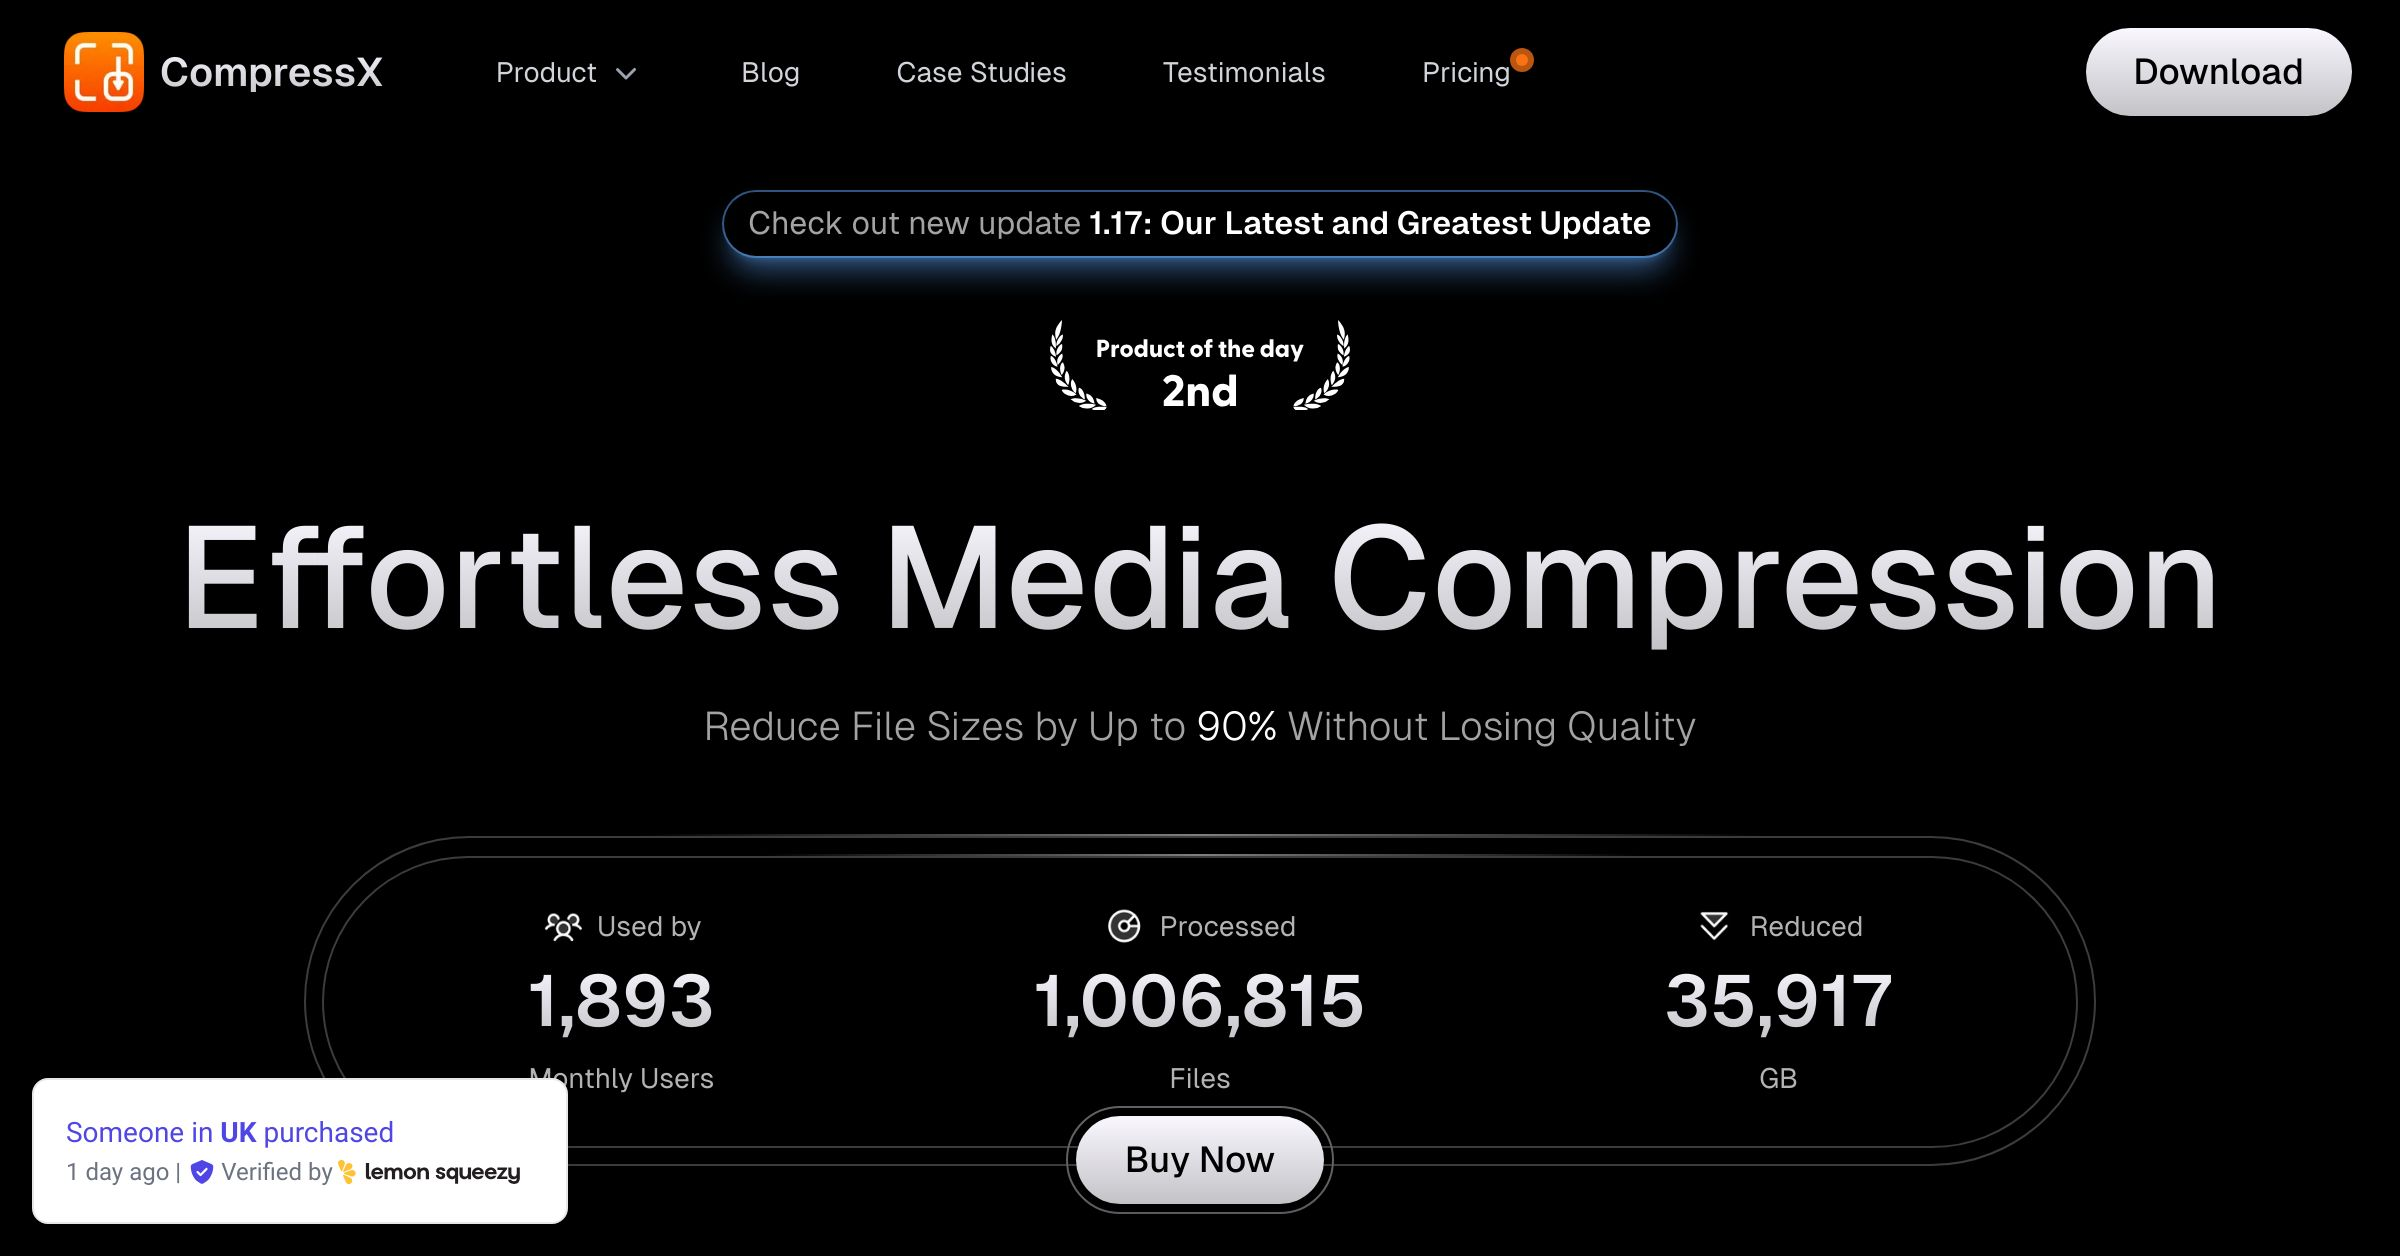 CompressX
Product
Blog
Case Studies
Testimonials
Pricing
Download
Check out new update 1.17: Our Latest and Greatest Update
Product of the day
2nd
Effortless Media Compression
Reduce File Sizes by Up to 90% Without Losing Quality
Used by
1,893
Monthly Users
Processed
1,006,815
Files
Reduced
35,917
GB
Buy Now
Someone in UK purchased
1 day ago | Verified by lemon squeezy